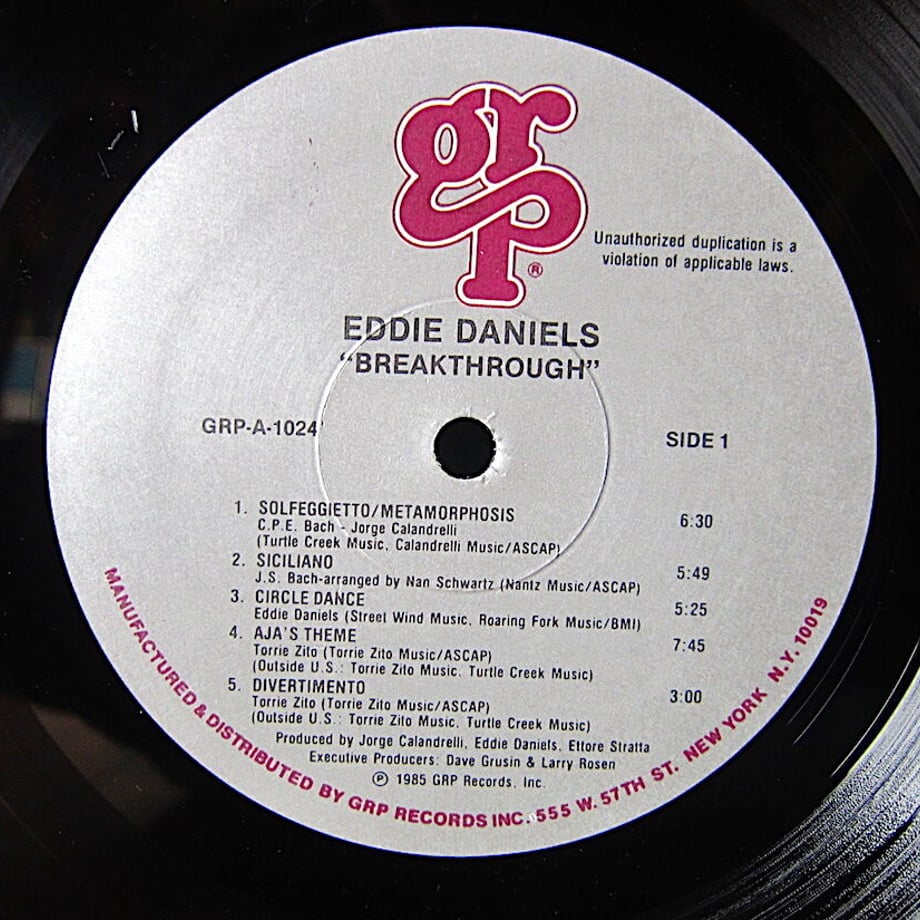 grp®
Unauthorized duplication is a
violation of applicable laws.
EDDIE DANIELS
"BREAKTHROUGH"
GRP-A-1024
SIDE 1
1. SOLFEGGIETTO/METAMORPHOSIS 6:30
C.P.E. Bach - Jorge Calandrelli
(Turtle Creek Music, Calandrelli Music/ASCAP)
2. SICILIANO 5:49
J.S. Bach-arranged by Nan Schwartz (Nantz Music/ASCAP)
3. CIRCLE DANCE 5:25
Eddie Daniels (Street Wind Music, Roaring Fork Music/BMI)
4. AJA'S THEME 7:45
Torrie Zito (Torrie Zito Music/ASCAP)
(Outside U.S.: Torrie Zito Music. Turtle Creek Music)
5. DIVERTIMENTO 3:00
Torrie Zito (Torrie Zito Music/ASCAP)
(Outside U.S.: Torrie Zito Music, Turtle Creek Music)
Produced by Jorge Calandrelli, Eddie Daniels, Ettore Stratta
Executive Producers: Dave Grusin & Larry Rosen
℗ 1985 GRP Records, Inc.
MANUFACTURED & DISTRIBUTED BY GRP RECORDS INC. 555 W. 57TH ST. NEW YORK N.Y. 10019